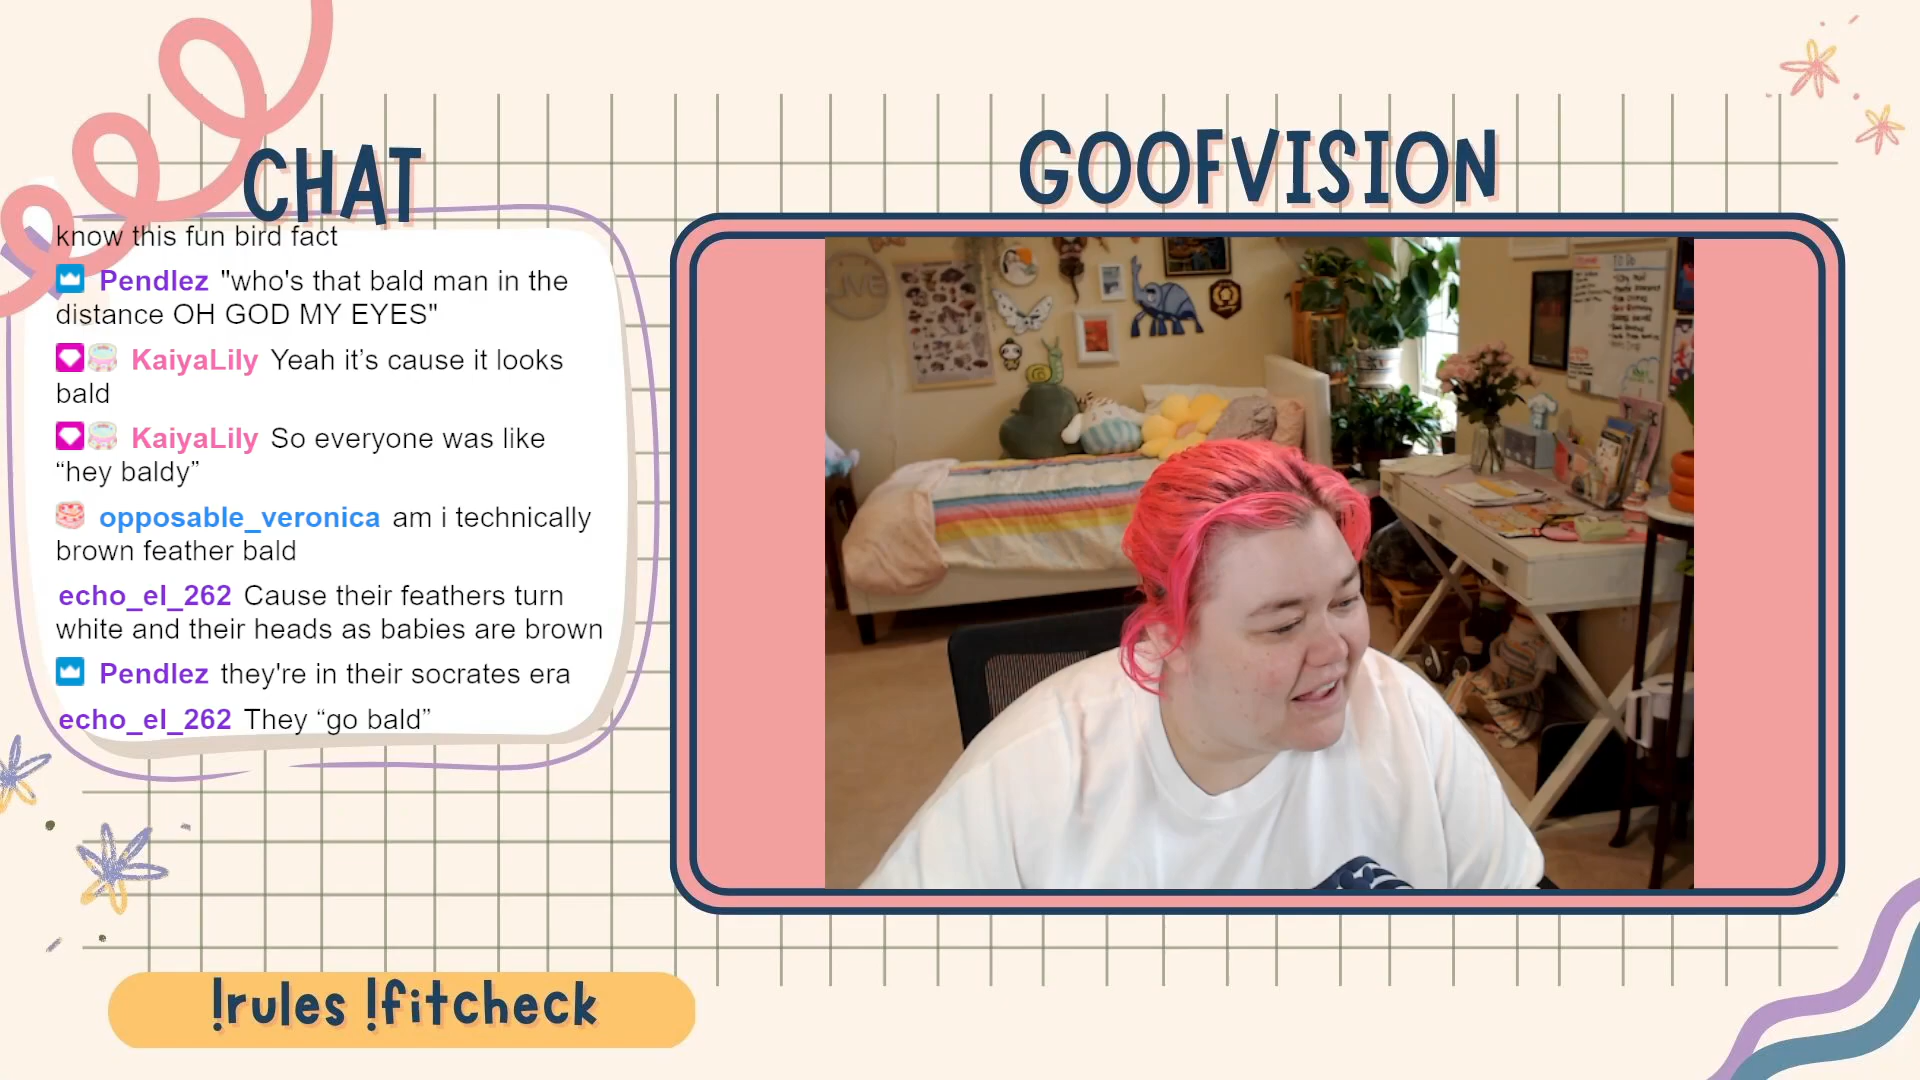 CHAT
GOOFVISION
know this fun bird fact
Pendlez "who's that bald man in the
distance OH GOD MY EYES"
KaiyaLily Yeah it’s cause it looks
bald
KaiyaLily So everyone was like
“hey baldy”
opposable_veronica am i technically
brown feather bald
echo_el_262 Cause their feathers turn
white and their heads as babies are brown
Pendlez they're in their socrates era
echo_el_262 They “go bald”
LIVE
TO DO
!rules !fitcheck